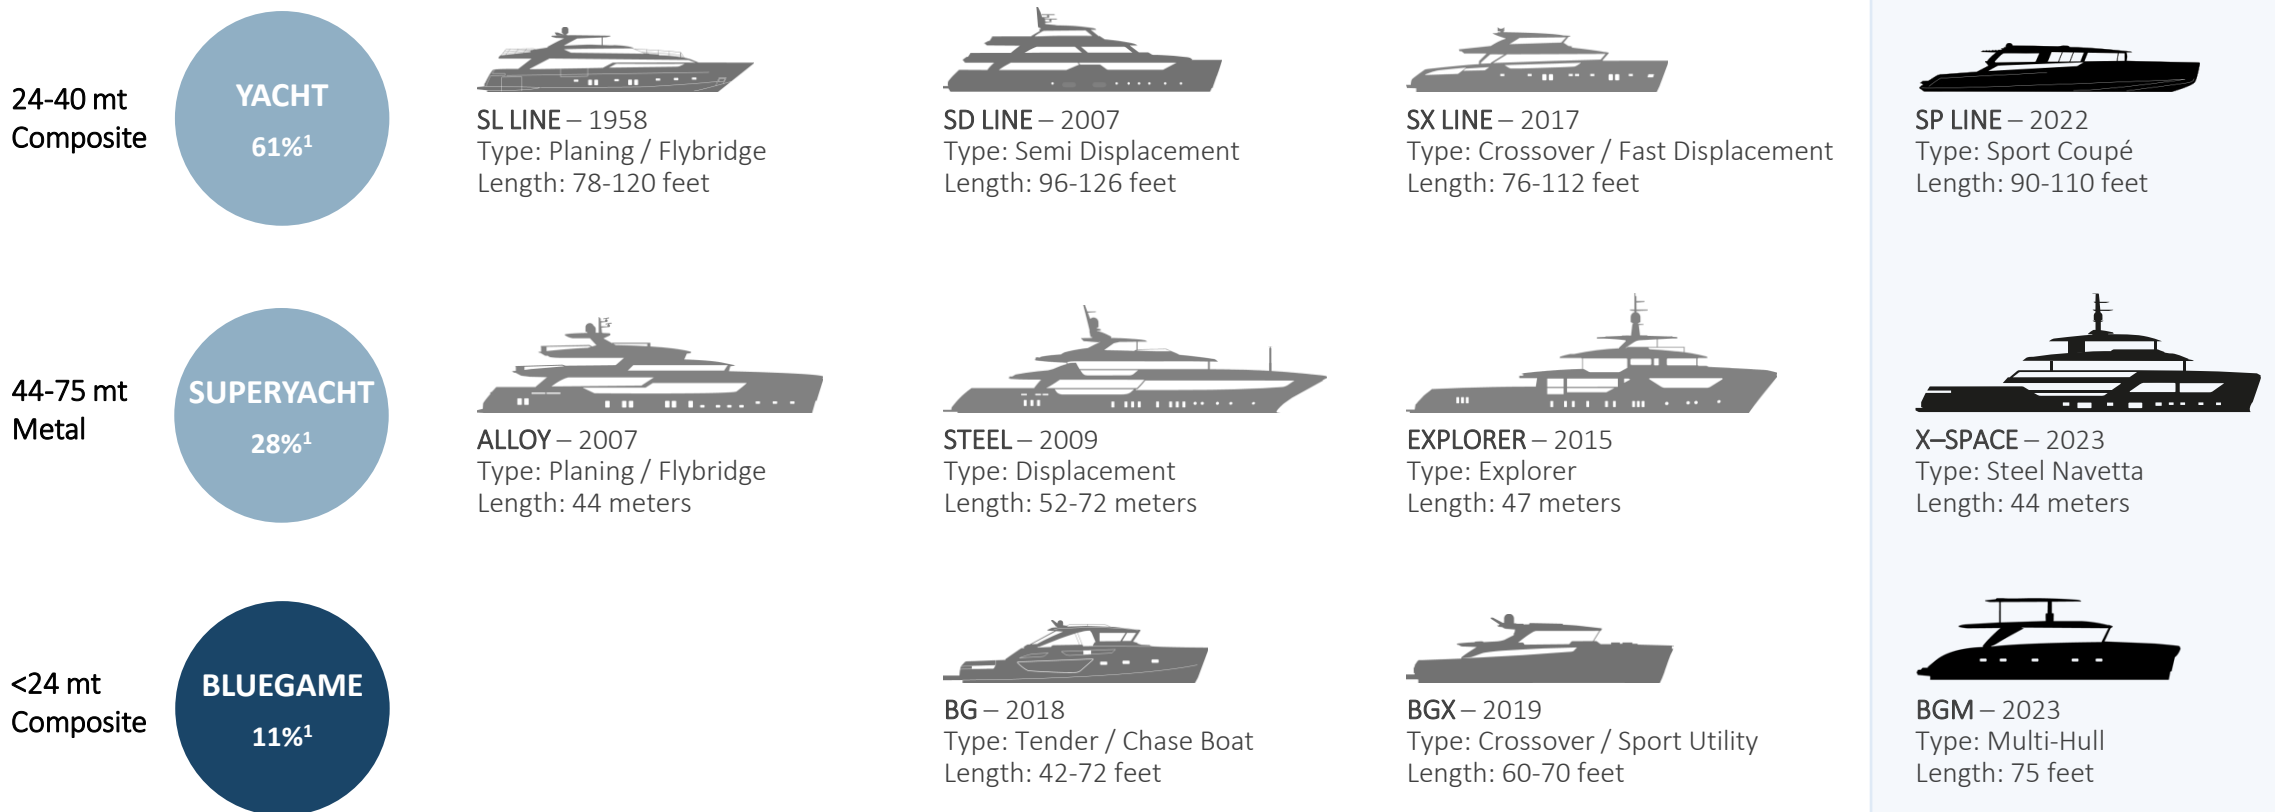 24-40 mt
Composite
YACHT
61%¹
SL LINE – 1958
Type: Planing / Flybridge
Length: 78-120 feet
SD LINE – 2007
Type: Semi Displacement
Length: 96-126 feet
SX LINE – 2017
Type: Crossover / Fast Displacement
Length: 76-112 feet
SP LINE – 2022
Type: Sport Coupé
Length: 90-110 feet
44-75 mt
Metal
SUPERYACHT
28%¹
ALLOY – 2007
Type: Planing / Flybridge
Length: 44 meters
STEEL – 2009
Type: Displacement
Length: 52-72 meters
EXPLORER – 2015
Type: Explorer
Length: 47 meters
X–SPACE – 2023
Type: Steel Navetta
Length: 44 meters
<24 mt
Composite
BLUEGAME
11%¹
BG – 2018
Type: Tender / Chase Boat
Length: 42-72 feet
BGX – 2019
Type: Crossover / Sport Utility
Length: 60-70 feet
BGM – 2023
Type: Multi-Hull
Length: 75 feet